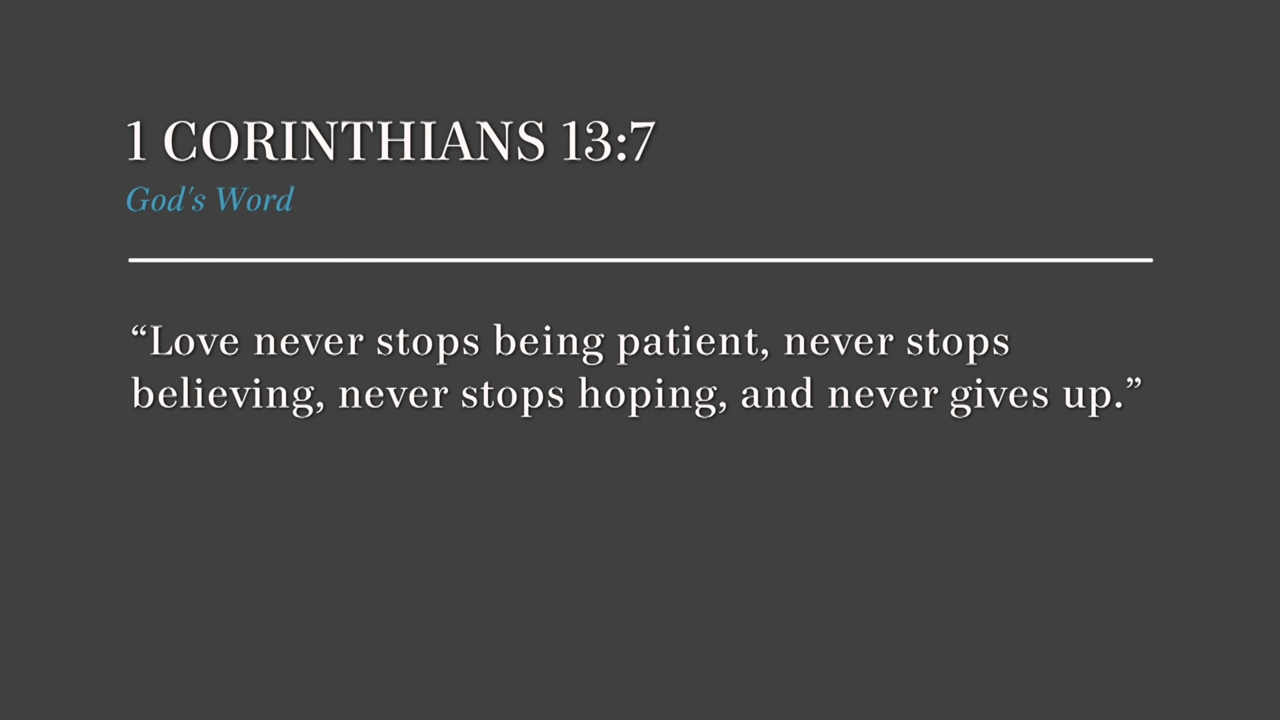 1 CORINTHIANS 13:7
God's Word
“Love never stops being patient, never stops
believing, never stops hoping, and never gives up.”